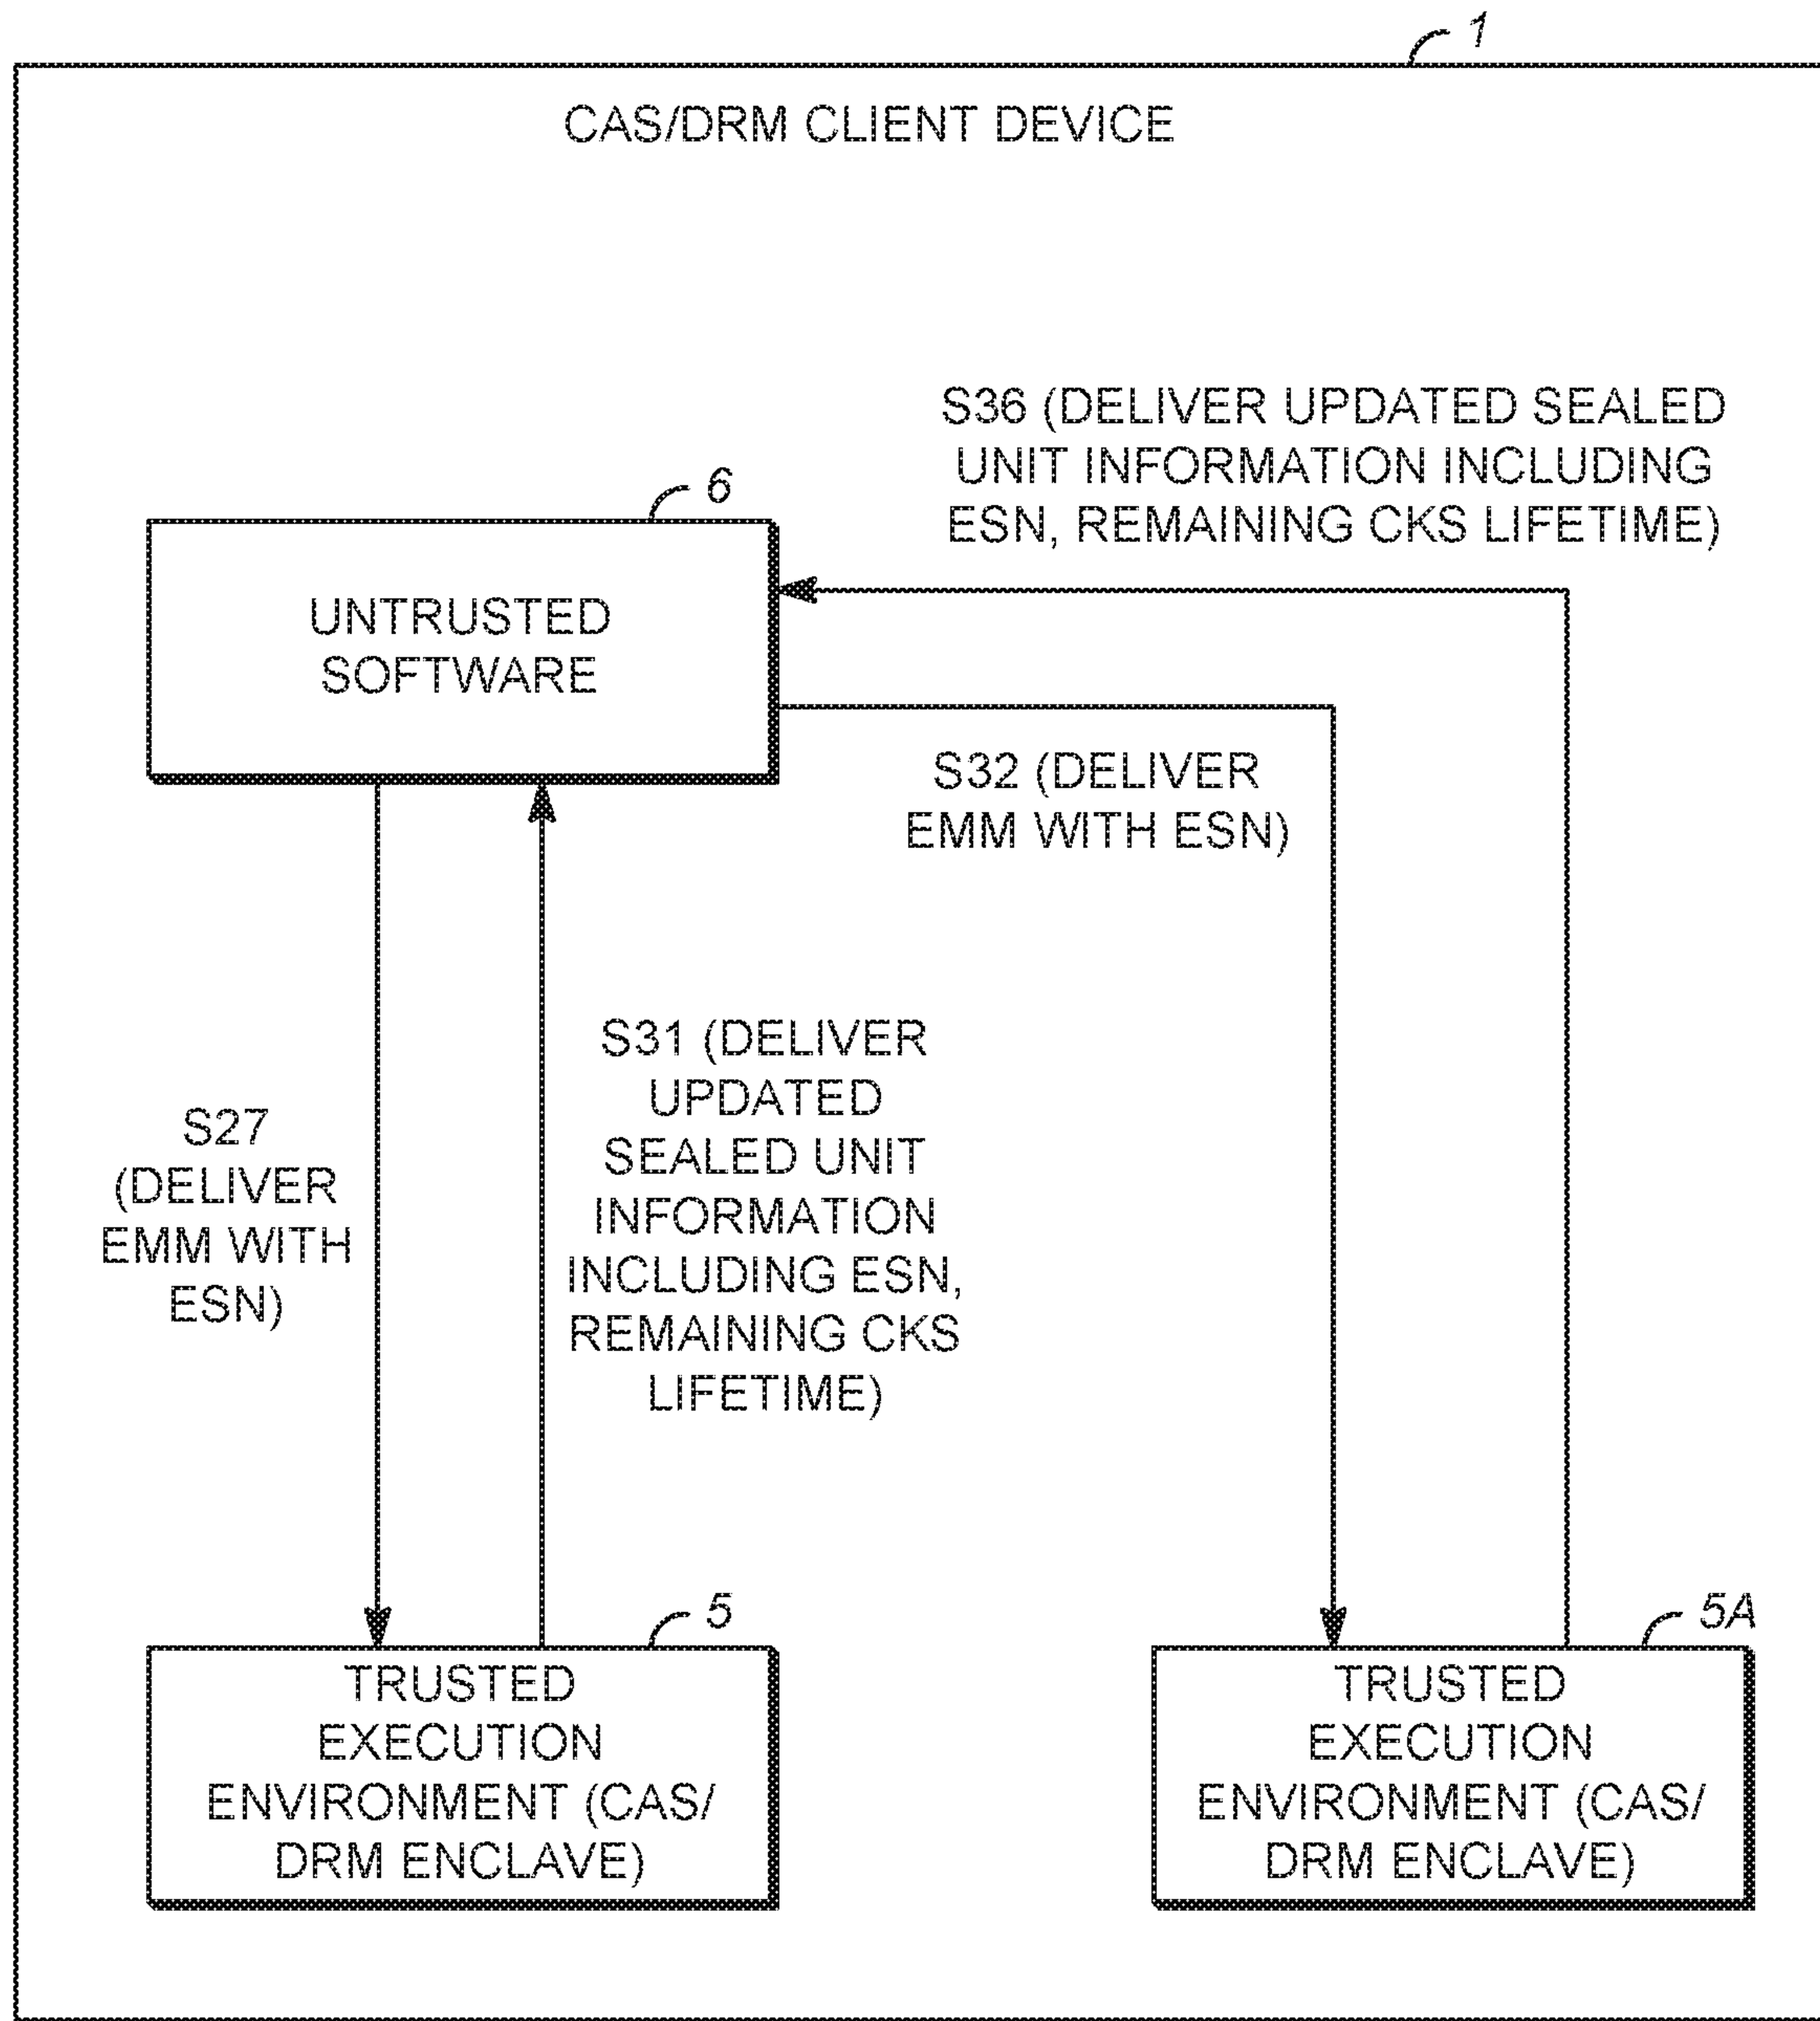 1
CAS/DRM CLIENT DEVICE
S36 (DELIVER UPDATED SEALED
UNIT INFORMATION INCLUDING
ESN, REMAINING CKS LIFETIME)
6
UNTRUSTED
SOFTWARE
S32 (DELIVER
EMM WITH ESN)
S31 (DELIVER
UPDATED
SEALED UNIT
INFORMATION
INCLUDING ESN,
REMAINING CKS
LIFETIME)
S27
(DELIVER
EMM WITH
ESN)
5
TRUSTED
EXECUTION
ENVIRONMENT (CAS/
DRM ENCLAVE)
5A
TRUSTED
EXECUTION
ENVIRONMENT (CAS/
DRM ENCLAVE)